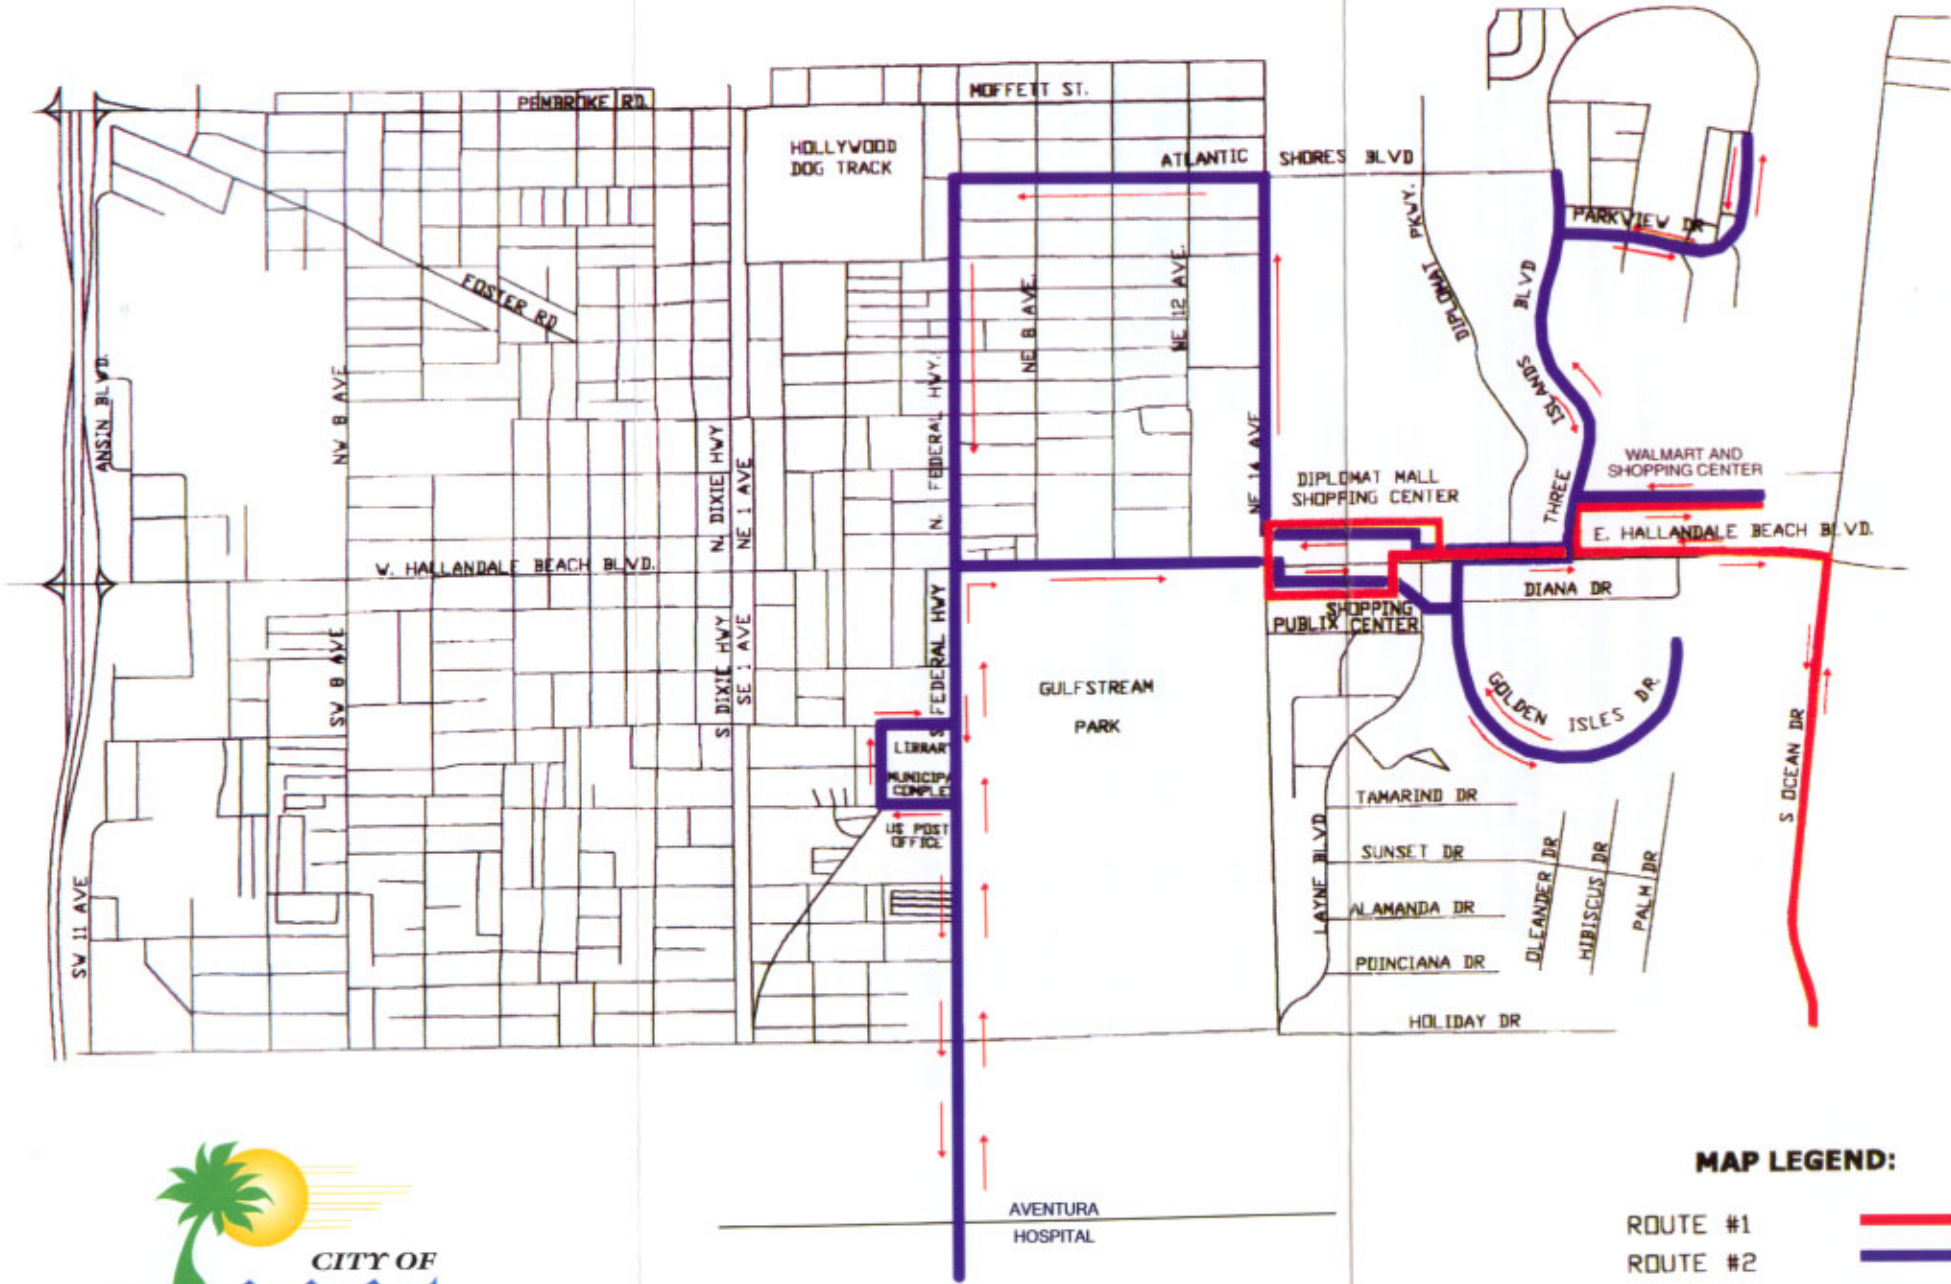 PEMBROKE RD.
MOFFETT ST.
HOLLYWOOD
DOG TRACK
ATLANTIC SHORES BLVD
DIPLOMAT PKWY.
PARKVIEW DR
FOSTER RD
NE 8 AVE.
NE 12 AVE.
THREE ISLANDS BLVD
ANSIN BLVD.
NW 8 AVE
N. DIXIE HWY
NE 1 AVE
N. FEDERAL HWY.
NE 14 AVE
DIPLOMAT MALL
SHOPPING CENTER
WALMART AND
SHOPPING CENTER
E. HALLANDALE BEACH BLVD.
W. HALLANDALE BEACH BLVD.
DIANA DR
SHOPPING
PUBLIX CENTER
SW 8 AVE
S DIXIE HWY
SE 1 AVE
S FEDERAL HWY
GULFSTREAM
PARK
GOLDEN ISLES DR.
S OCEAN DR
LIBRARY
MUNICIPA
COMPLE
US POST
OFFICE
TAMARIND DR
SUNSET DR
LAYNE BLVD
ALAMANDA DR
OLEANDER DR
HIBISCUS DR
PALM DR
POINCIANA DR
HOLIDAY DR
SW 11 AVE
AVENTURA
HOSPITAL
CITY OF
MAP LEGEND:
ROUTE #1
ROUTE #2